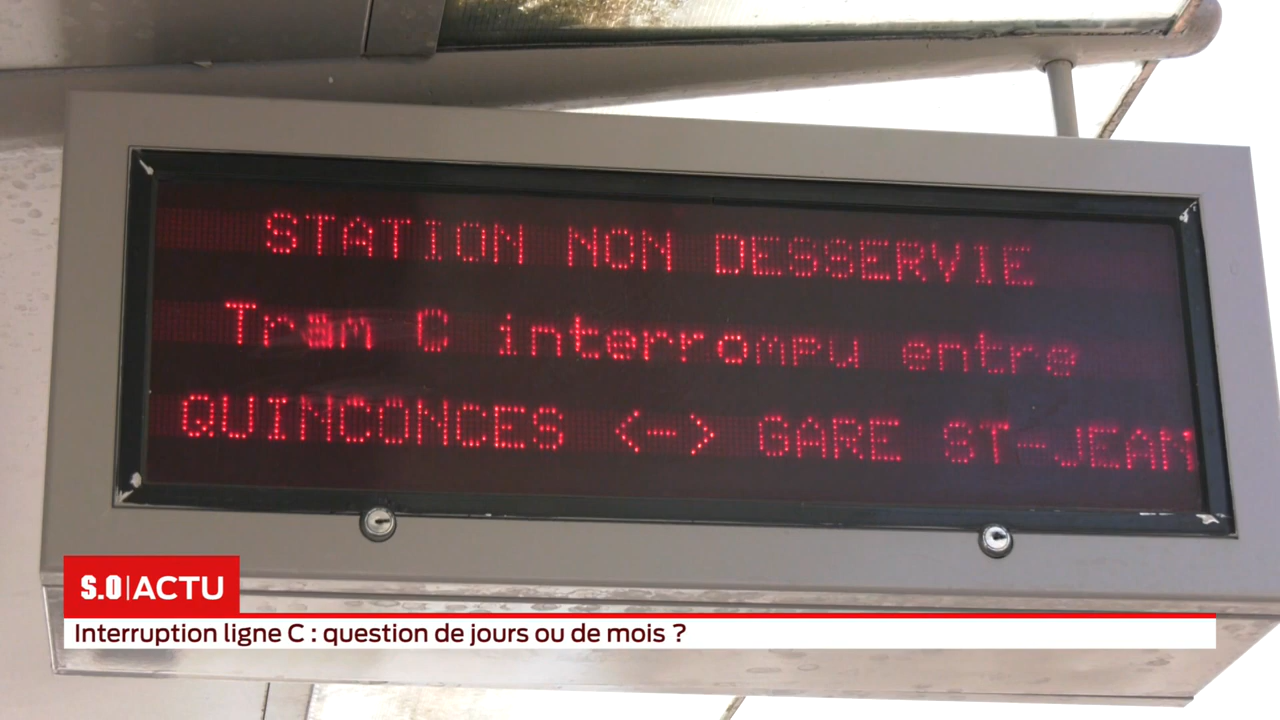 STATION NON DESSERVIE
Tram C interrompu entre
QUINCONCES <-> GARE ST-JEAN
S.O|ACTU
Interruption ligne C : question de jours ou de mois ?